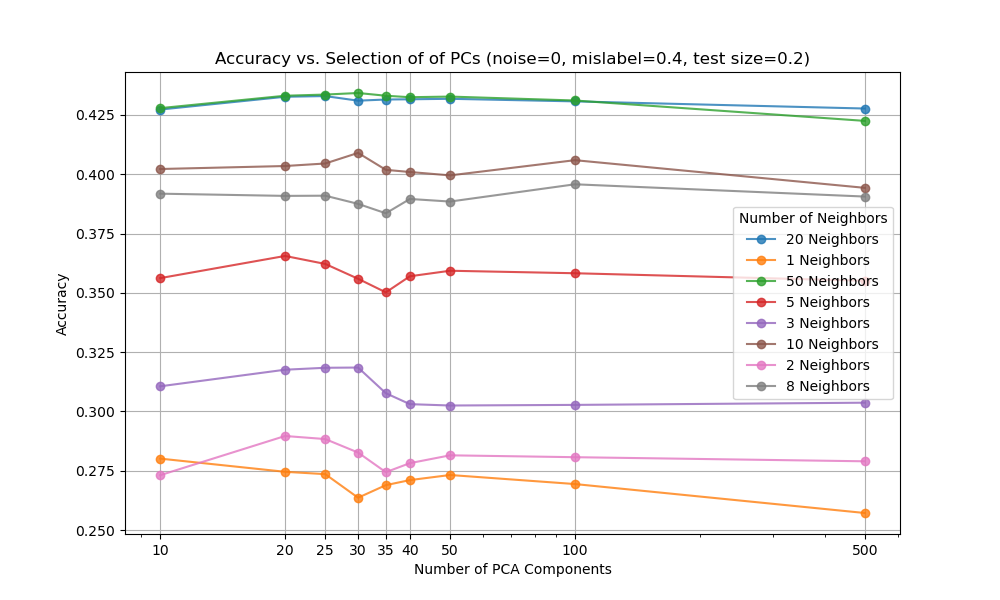 Accuracy vs. Selection of of PCs (noise=0, mislabel=0.4, test size=0.2)
Accuracy
0.425
0.400
0.375
0.350
0.325
0.300
0.275
0.250
Number of Neighbors
20 Neighbors
1 Neighbors
50 Neighbors
5 Neighbors
3 Neighbors
10 Neighbors
2 Neighbors
8 Neighbors
10 20 25 30 35 40 50 100 500
Number of PCA Components